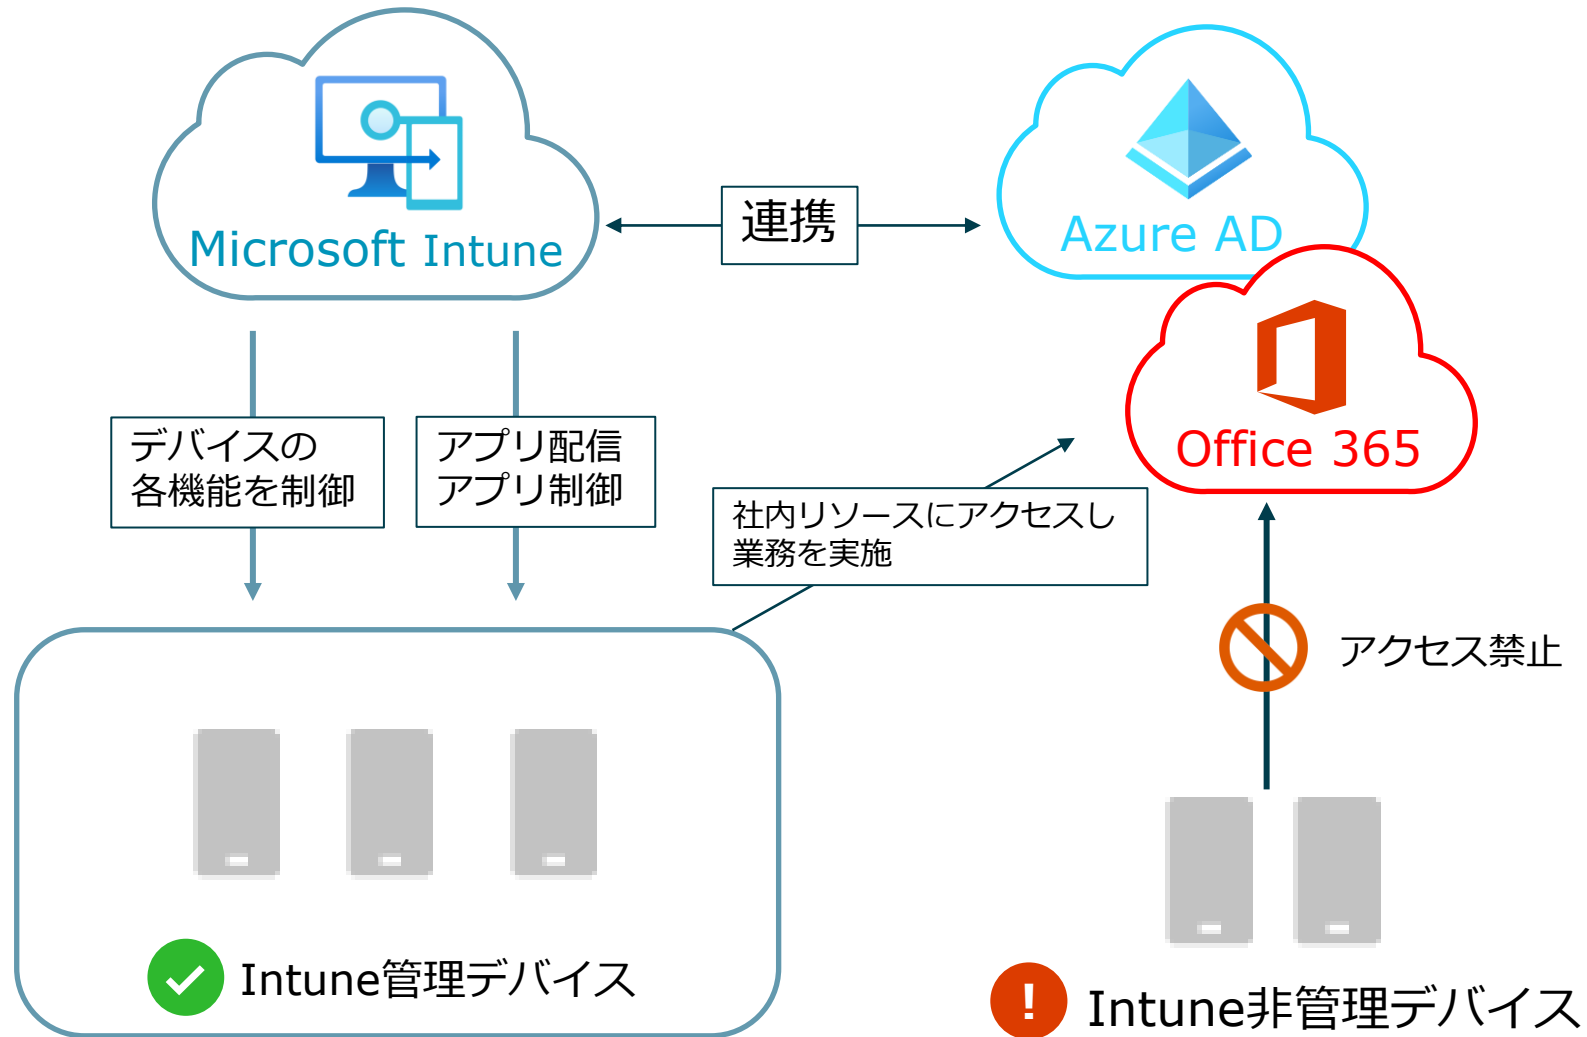 Microsoft Intune
連携
Azure AD
Office 365
デバイスの
各機能を制御
アプリ配信
アプリ制御
社内リソースにアクセスし
業務を実施
アクセス禁止
Intune管理デバイス
!
Intune非管理デバイス